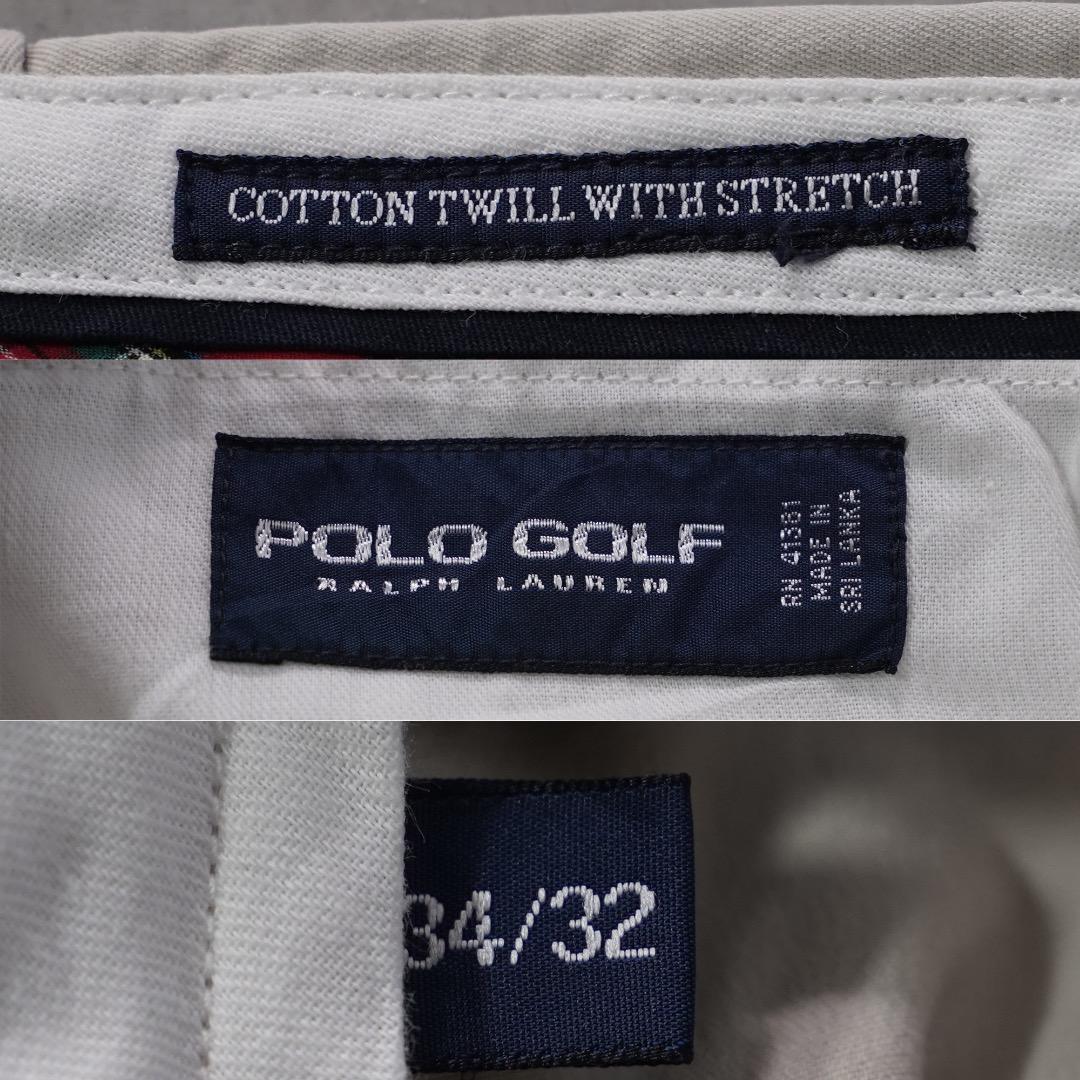 COTTON TWILL WITH STRETCH
POLO GOLF
RALPH LAUREN
RN 41381
MADE IN
SRI LANKA
34/32